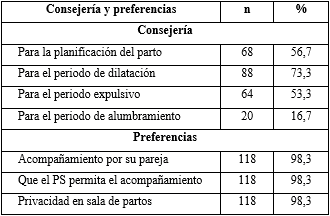 Consejería y preferencias n %
Consejería
Para la planificación del parto 68 56,7
Para el periodo de dilatación 88 73,3
Para el periodo expulsivo 64 53,3
Para el periodo de alumbramiento 20 16,7
Preferencias
Acompañamiento por su pareja 118 98,3
Que el PS permita el acompañamiento 118 98,3
Privacidad en sala de partos 118 98,3